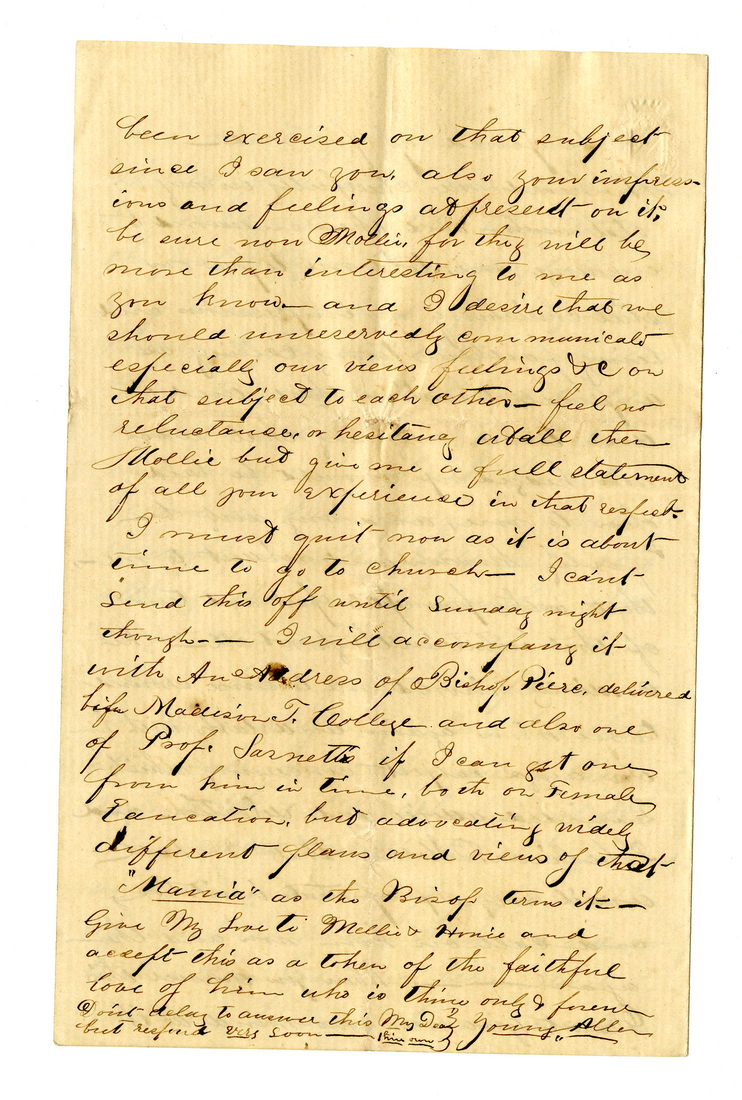 been exercised on that subject
since I saw you, also your impress-
ions and feelings at present on it,
be sure now Mollie, for they will be
more than interesting to me as
you know — and I desire that we
should unreservedly communicate
especially our views feelings &c on
that subject to each other — feel no
reluctance, or hesitancy at all then
Mollie but give me a full statement
of all your experience in that respect.
I must quit now as it is about
time to go to church — I can't
send this off until Sunday night
though — I will accompany it
with An Address of Bishop Pierce, delivered
before Madison F. College and also one
of Prof. Sarnett's if I can get one
from him in time, both on Female
Education, but advocating widely
different plans and views of that
"Mania" as the Bisop terms it —
Give My Love to Mellie & and
accept this as a token of the faithful
love of him who is thine only & forever
Don't delay to answer this My Dear Young Allen
but respond very soon — thine own